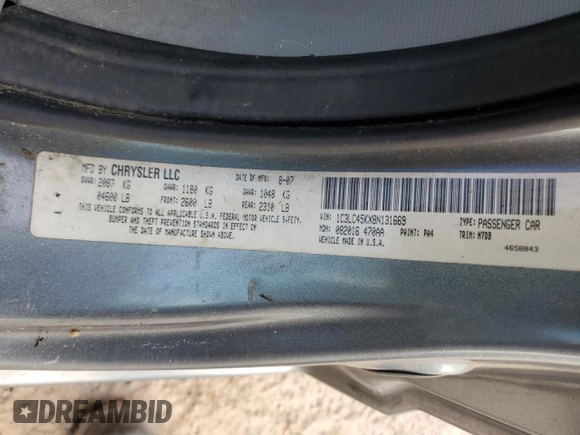 MFD BY CHRYSLER LLC DATE OF MFR: 8-07
GVWR: 2087 KG GAWR: 1180 KG GAWR: 1048 KG
04600 LB FRONT: 2600 LB REAR: 2310 LB
THIS VEHICLE CONFORMS TO ALL APPLICABLE U.S.A. FEDERAL MOTOR VEHICLE SAFETY,
BUMPER, AND THEFT PREVENTION STANDARDS IN EFFECT ON
THE DATE OF MANUFACTURE SHOWN ABOVE.
VIN: 1C3LC45KX8N131669 TYPE: PASSENGER CAR
MDH: 082016 470AA PAINT: PA4 TRIM: M7DB
VEHICLE MADE IN: U.S.A.
4658843
DREAMBID